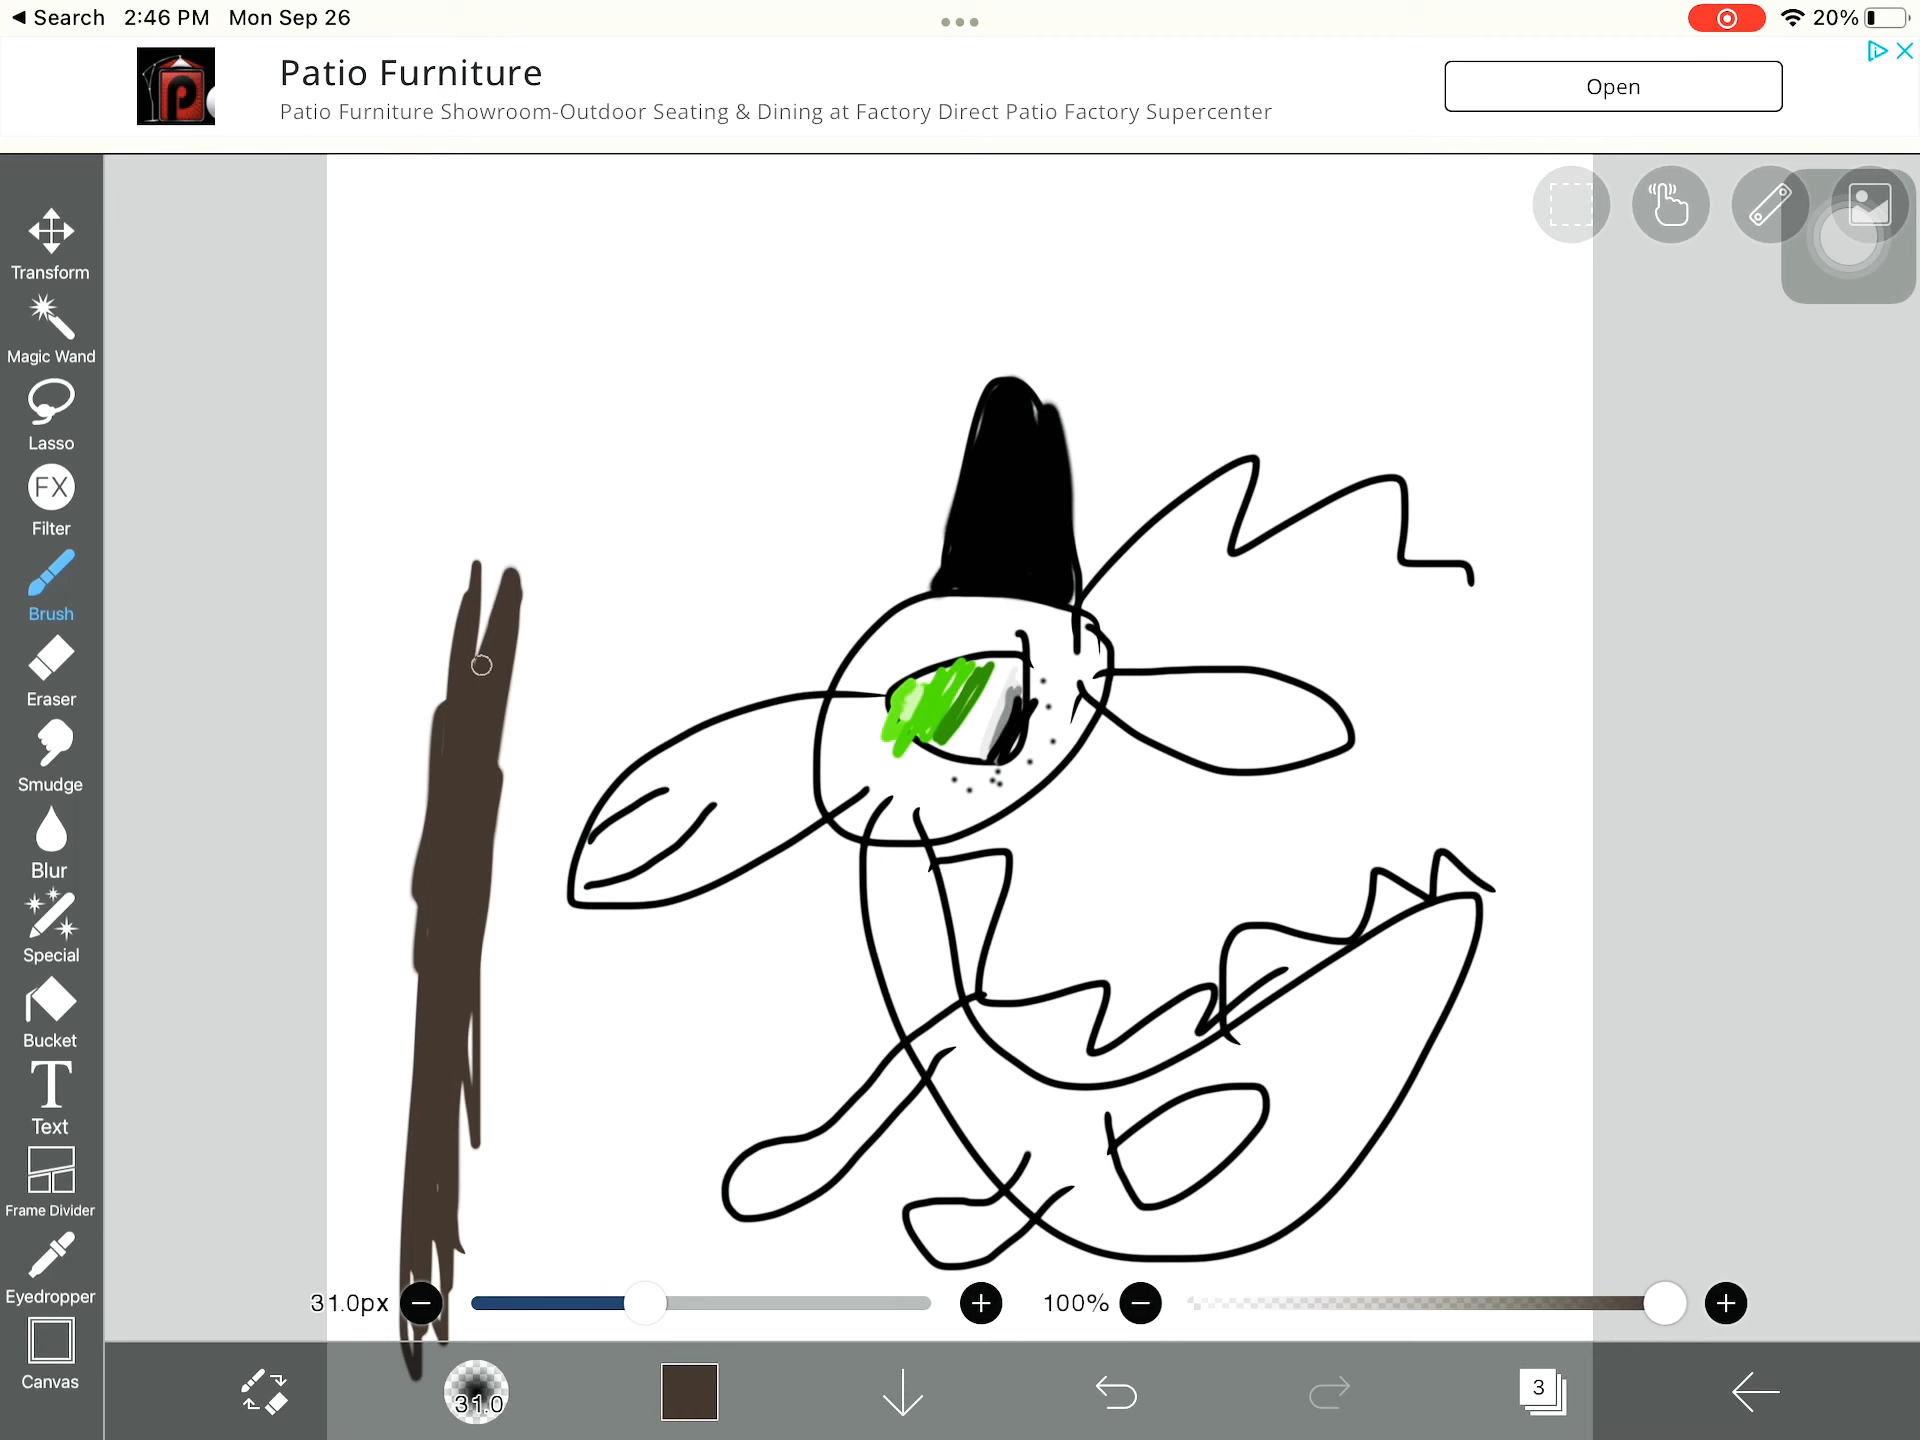 Search 2:46 PM Mon Sep 26
20%
Patio Furniture
Patio Furniture Showroom-Outdoor Seating & Dining at Factory Direct Patio Factory Supercenter
Open
P
Transform
Magic Wand
Lasso
FX
Filter
Brush
Eraser
Smudge
Blur
Special
Bucket
T
Text
Frame Divider
Eyedropper
Canvas
31.0px
100%
31.0
3